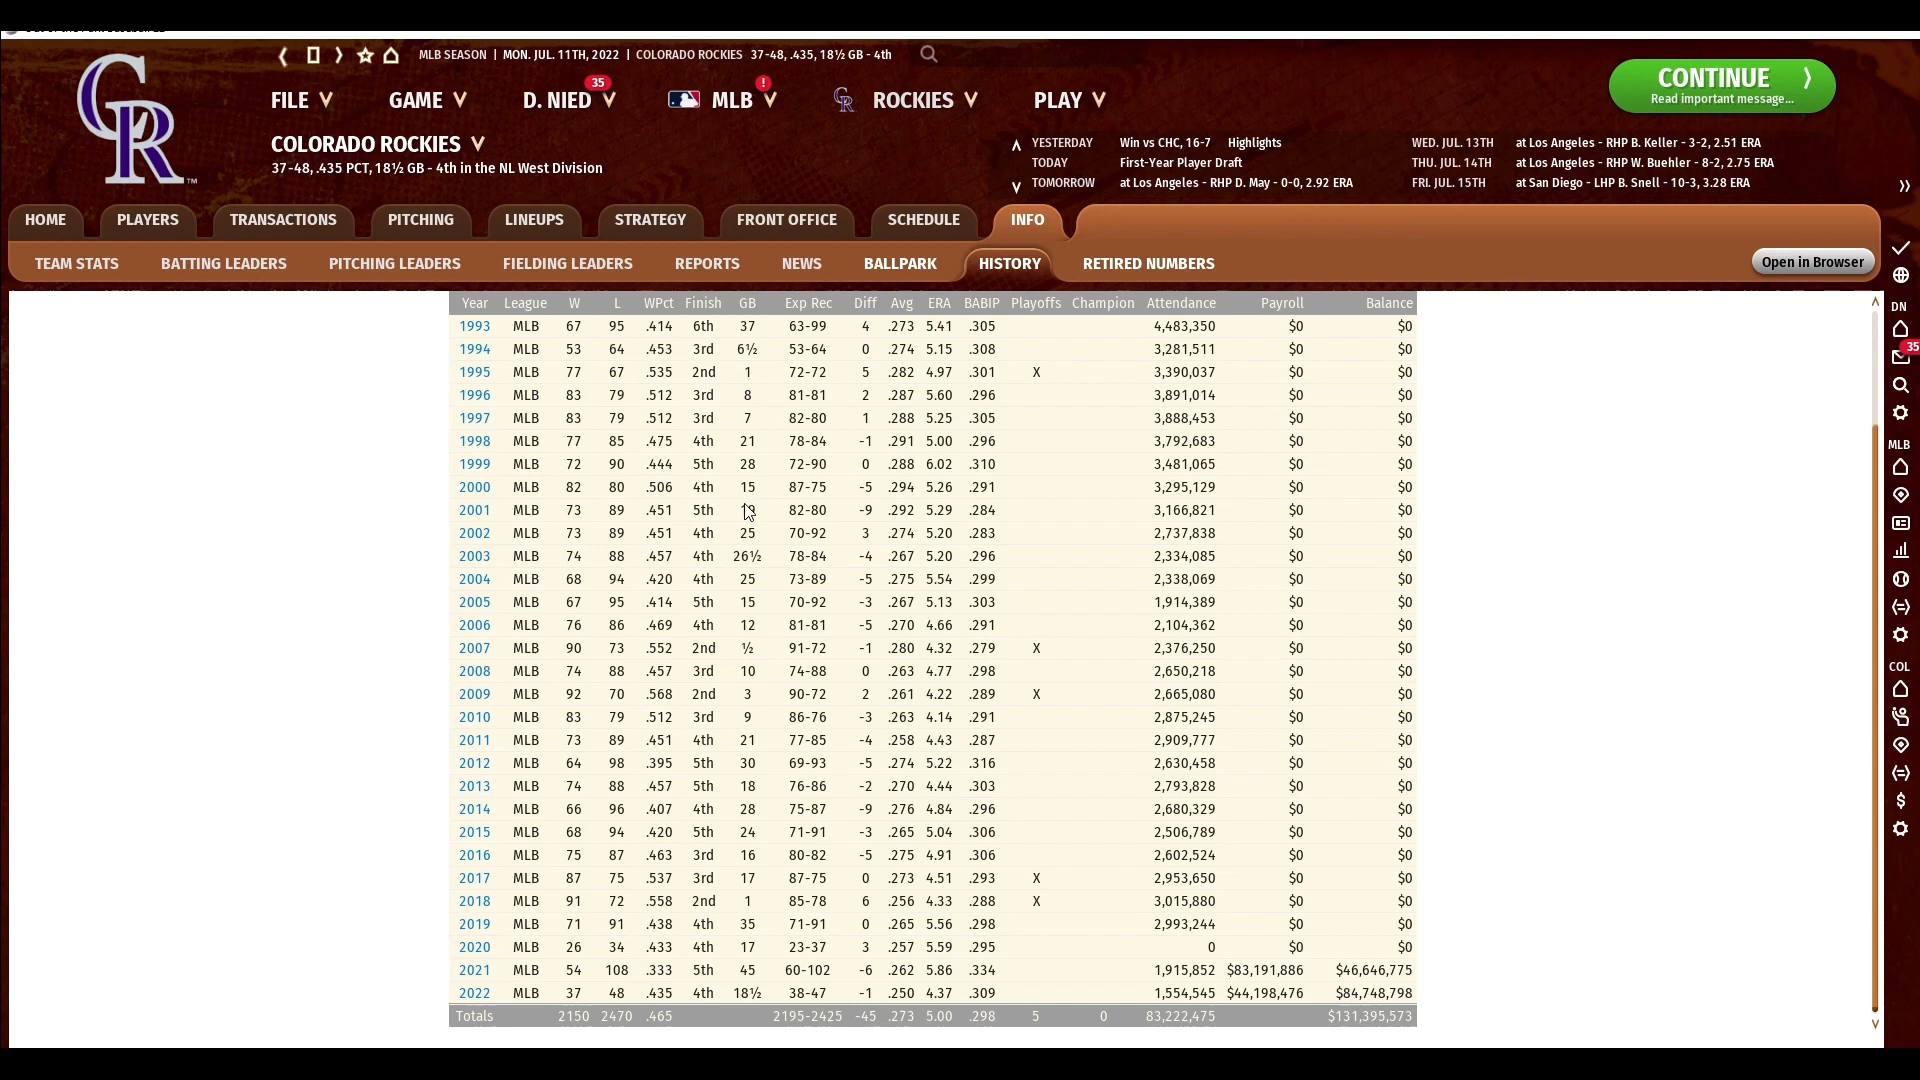 MLB SEASON | MON. JUL. 11TH, 2022 | COLORADO ROCKIES 37-48, .435, 18½ GB - 4th
FILE GAME D. NIED 35 MLB ! ROCKIES PLAY
CONTINUE
Read important message...
COLORADO ROCKIES
37-48, .435 PCT, 18½ GB - 4th in the NL West Division
YESTERDAY Win vs CHC, 16-7 Highlights WED. JUL. 13TH at Los Angeles - RHP B. Keller - 3-2, 2.51 ERA
TODAY First-Year Player Draft THU. JUL. 14TH at Los Angeles - RHP W. Buehler - 8-2, 2.75 ERA
TOMORROW at Los Angeles - RHP D. May - 0-0, 2.92 ERA FRI. JUL. 15TH at San Diego - LHP B. Snell - 10-3, 3.28 ERA
CR TM
HOME PLAYERS TRANSACTIONS PITCHING LINEUPS STRATEGY FRONT OFFICE SCHEDULE INFO
TEAM STATS BATTING LEADERS PITCHING LEADERS FIELDING LEADERS REPORTS NEWS BALLPARK HISTORY RETIRED NUMBERS Open in Browser
Year League W L WPct Finish GB Exp Rec Diff Avg ERA BABIP Playoffs Champion Attendance Payroll Balance
1993 MLB 67 95 .414 6th 37 63-99 4 .273 5.41 .305 4,483,350 $0 $0
1994 MLB 53 64 .453 3rd 6½ 53-64 0 .274 5.15 .308 3,281,511 $0 $0
1995 MLB 77 67 .535 2nd 1 72-72 5 .282 4.97 .301 X 3,390,037 $0 $0
1996 MLB 83 79 .512 3rd 8 81-81 2 .287 5.60 .296 3,891,014 $0 $0
1997 MLB 83 79 .512 3rd 7 82-80 1 .288 5.25 .305 3,888,453 $0 $0
1998 MLB 77 85 .475 4th 21 78-84 -1 .291 5.00 .296 3,792,683 $0 $0
1999 MLB 72 90 .444 5th 28 72-90 0 .288 6.02 .310 3,481,065 $0 $0
2000 MLB 82 80 .506 4th 15 87-75 -5 .294 5.26 .291 3,295,129 $0 $0
2001 MLB 73 89 .451 5th 82-80 -9 .292 5.29 .284 3,166,821 $0 $0
2002 MLB 73 89 .451 4th 25 70-92 3 .274 5.20 .283 2,737,838 $0 $0
2003 MLB 74 88 .457 4th 26½ 78-84 -4 .267 5.20 .296 2,334,085 $0 $0
2004 MLB 68 94 .420 4th 25 73-89 -5 .275 5.54 .299 2,338,069 $0 $0
2005 MLB 67 95 .414 5th 15 70-92 -3 .267 5.13 .303 1,914,389 $0 $0
2006 MLB 76 86 .469 4th 12 81-81 -5 .270 4.66 .291 2,104,362 $0 $0
2007 MLB 90 73 .552 2nd ½ 91-72 -1 .280 4.32 .279 X 2,376,250 $0 $0
2008 MLB 74 88 .457 3rd 10 74-88 0 .263 4.77 .298 2,650,218 $0 $0
2009 MLB 92 70 .568 2nd 3 90-72 2 .261 4.22 .289 X 2,665,080 $0 $0
2010 MLB 83 79 .512 3rd 9 86-76 -3 .263 4.14 .291 2,875,245 $0 $0
2011 MLB 73 89 .451 4th 21 77-85 -4 .258 4.43 .287 2,909,777 $0 $0
2012 MLB 64 98 .395 5th 30 69-93 -5 .274 5.22 .316 2,630,458 $0 $0
2013 MLB 74 88 .457 5th 18 76-86 -2 .270 4.44 .303 2,793,828 $0 $0
2014 MLB 66 96 .407 4th 28 75-87 -9 .276 4.84 .296 2,680,329 $0 $0
2015 MLB 68 94 .420 5th 24 71-91 -3 .265 5.04 .306 2,506,789 $0 $0
2016 MLB 75 87 .463 3rd 16 80-82 -5 .275 4.91 .306 2,602,524 $0 $0
2017 MLB 87 75 .537 3rd 17 87-75 0 .273 4.51 .293 X 2,953,650 $0 $0
2018 MLB 91 72 .558 2nd 1 85-78 6 .256 4.33 .288 X 3,015,880 $0 $0
2019 MLB 71 91 .438 4th 35 71-91 0 .265 5.56 .298 2,993,244 $0 $0
2020 MLB 26 34 .433 4th 17 23-37 3 .257 5.59 .295 0 $0 $0
2021 MLB 54 108 .333 5th 45 60-102 -6 .262 5.86 .334 1,915,852 $83,191,886 $46,646,775
2022 MLB 37 48 .435 4th 18½ 38-47 -1 .250 4.37 .309 1,554,545 $44,198,476 $84,748,798
Totals 2150 2470 .465 2195-2425 -45 .273 5.00 .298 5 0 83,222,475 $131,395,573
DN
35
MLB
COL